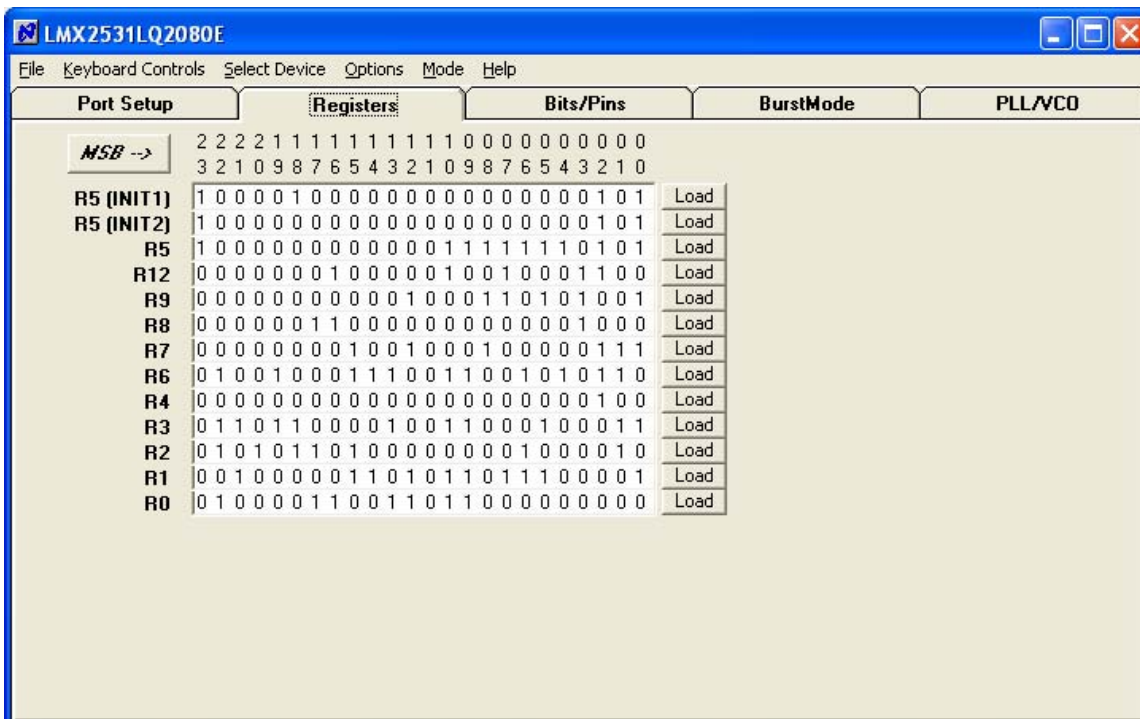 LMX2531LQ2080E
File Keyboard Controls Select Device Options Mode Help
Port Setup Registers Bits/Pins BurstMode PLL/VCO
MSB --> 2 2 2 2 1 1 1 1 1 1 1 1 1 1 0 0 0 0 0 0 0 0 0 0
3 2 1 0 9 8 7 6 5 4 3 2 1 0 9 8 7 6 5 4 3 2 1 0
R5 (INIT1) 1 0 0 0 0 1 0 0 0 0 0 0 0 0 0 0 0 0 0 0 0 1 0 1 Load
R5 (INIT2) 1 0 0 0 0 0 0 0 0 0 0 0 0 0 0 0 0 0 0 0 0 1 0 1 Load
R5 1 0 0 0 0 0 0 0 0 0 0 0 0 1 1 1 1 1 1 1 0 1 0 1 Load
R12 0 0 0 0 0 0 0 1 0 0 0 0 0 1 0 0 1 0 0 0 1 1 0 0 Load
R9 0 0 0 0 0 0 0 0 0 0 0 1 0 0 0 1 1 0 1 0 1 0 0 1 Load
R8 0 0 0 0 0 0 1 1 0 0 0 0 0 0 0 0 0 0 0 0 1 0 0 0 Load
R7 0 0 0 0 0 0 0 0 1 0 0 1 0 0 0 1 0 0 0 0 0 1 1 1 Load
R6 0 1 0 0 1 0 0 0 1 1 1 0 0 1 1 0 0 1 0 1 0 1 1 0 Load
R4 0 0 0 0 0 0 0 0 0 0 0 0 0 0 0 0 0 0 0 0 0 1 0 0 Load
R3 0 1 1 0 1 1 0 0 0 0 1 0 0 1 1 0 0 0 1 0 0 0 1 1 Load
R2 0 1 0 1 0 1 1 0 1 0 0 0 0 0 0 0 0 1 0 0 0 0 1 0 Load
R1 0 0 1 0 0 0 0 0 1 1 0 1 0 1 1 0 1 1 1 0 0 0 0 1 Load
R0 0 1 0 0 0 0 1 1 0 0 1 1 0 1 1 0 0 0 0 0 0 0 0 0 Load